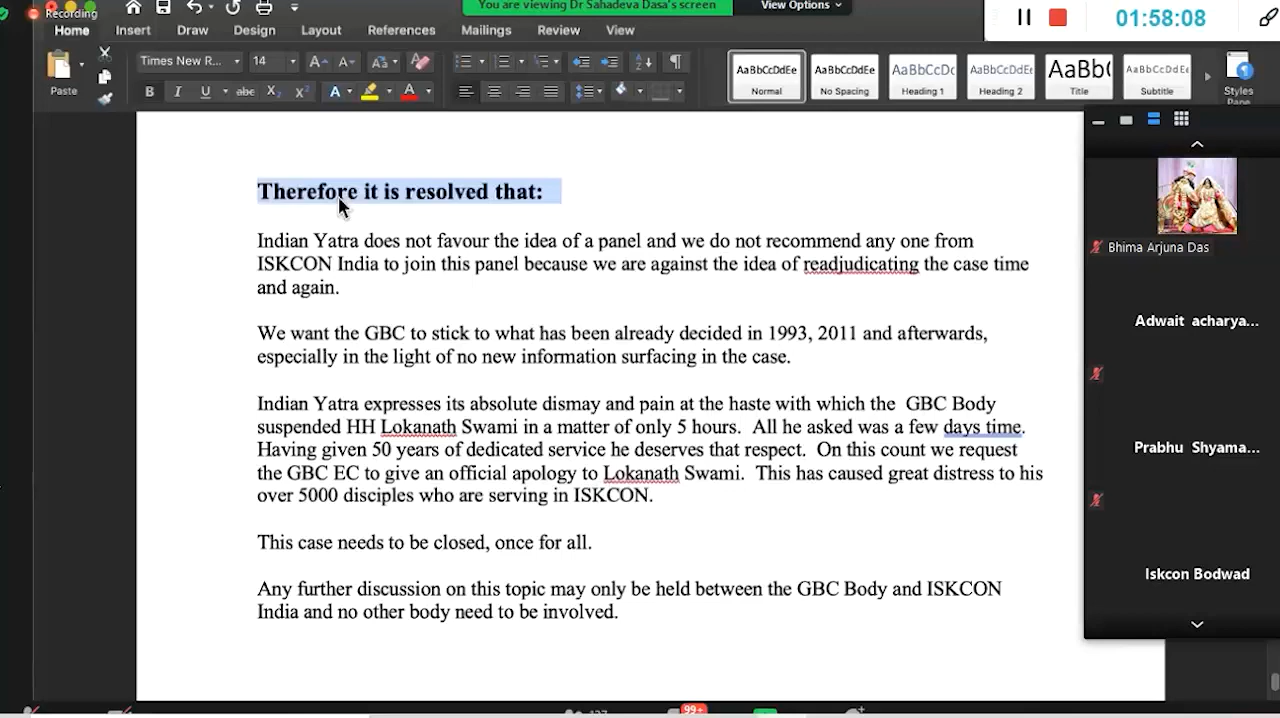 You are viewing Dr Sahadeva Dasa's screen
View Options
Recording
01:58:08
Home Insert Draw Design Layout References Mailings Review View
Paste
Times New R... 14
AaBbCcDdEe AaBbCcDdEe AaBbCcDc AaBbCcDdEe AaBb( AaBbCcDdEe
Normal No Spacing Heading 1 Heading 2 Title Subtitle
Styles
Pane
Therefore it is resolved that:
Indian Yatra does not favour the idea of a panel and we do not recommend any one from
ISKCON India to join this panel because we are against the idea of readjudicating the case time
and again.
We want the GBC to stick to what has been already decided in 1993, 2011 and afterwards,
especially in the light of no new information surfacing in the case.
Indian Yatra expresses its absolute dismay and pain at the haste with which the GBC Body
suspended HH Lokanath Swami in a matter of only 5 hours. All he asked was a few days time.
Having given 50 years of dedicated service he deserves that respect. On this count we request
the GBC EC to give an official apology to Lokanath Swami. This has caused great distress to his
over 5000 disciples who are serving in ISKCON.
This case needs to be closed, once for all.
Any further discussion on this topic may only be held between the GBC Body and ISKCON
India and no other body need to be involved.
Bhima Arjuna Das
Adwait acharya...
Prabhu Shyama...
Iskcon Bodwad
99+